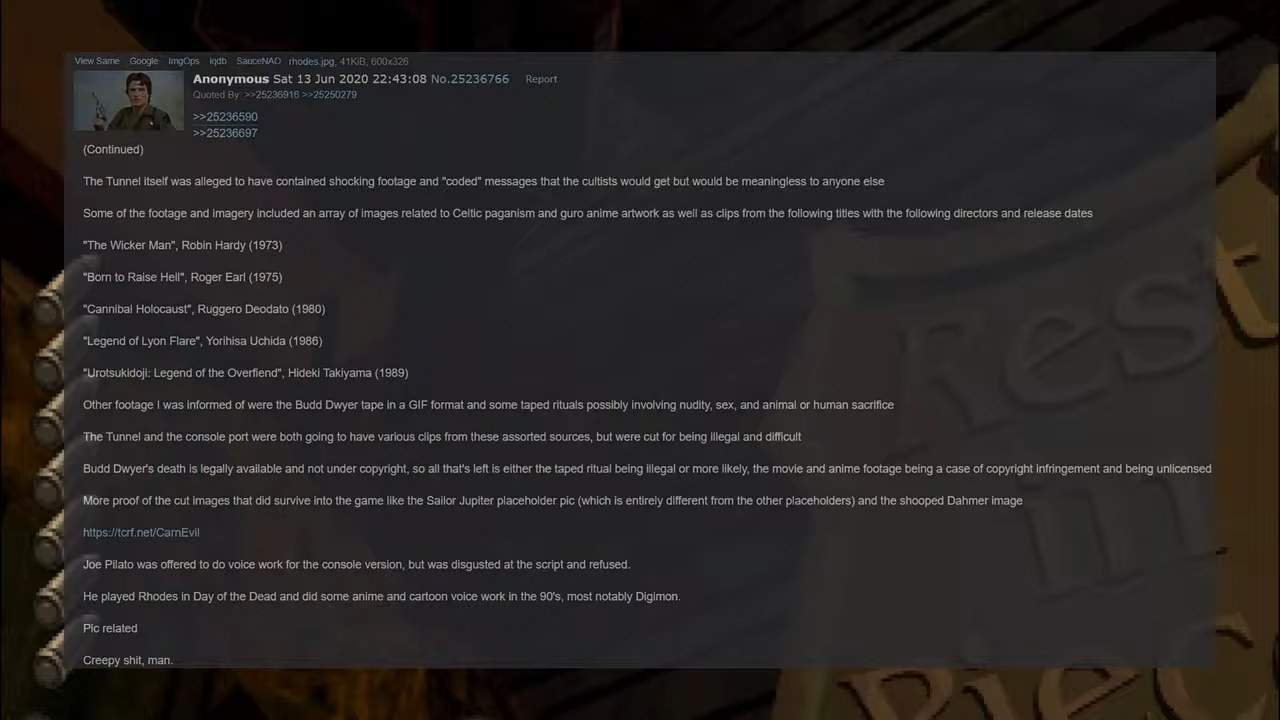 View Same Google ImgOps iqdb SauceNAO rhodes.jpg, 41KiB, 600x326
Anonymous Sat 13 Jun 2020 22:43:08 No.25236766 Report
Quoted By: >>25236916 >>25250279
>>25236590
>>25236697
(Continued)
The Tunnel itself was alleged to have contained shocking footage and "coded" messages that the cultists would get but would be meaningless to anyone else
Some of the footage and imagery included an array of images related to Celtic paganism and guro anime artwork as well as clips from the following titles with the following directors and release dates
"The Wicker Man", Robin Hardy (1973)
"Born to Raise Hell", Roger Earl (1975)
"Cannibal Holocaust", Ruggero Deodato (1980)
"Legend of Lyon Flare", Yorihisa Uchida (1986)
"Urotsukidoji: Legend of the Overfiend", Hideki Takiyama (1989)
Other footage I was informed of were the Budd Dwyer tape in a GIF format and some taped rituals possibly involving nudity, sex, and animal or human sacrifice
The Tunnel and the console port were both going to have various clips from these assorted sources, but were cut for being illegal and difficult
Budd Dwyer's death is legally available and not under copyright, so all that's left is either the taped ritual being illegal or more likely, the movie and anime footage being a case of copyright infringement and being unlicensed
More proof of the cut images that did survive into the game like the Sailor Jupiter placeholder pic (which is entirely different from the other placeholders) and the shooped Dahmer image
https://tcrf.net/CarnEvil
Joe Pilato was offered to do voice work for the console version, but was disgusted at the script and refused.
He played Rhodes in Day of the Dead and did some anime and cartoon voice work in the 90's, most notably Digimon.
Pic related
Creepy shit, man.
Rest
in
PieC